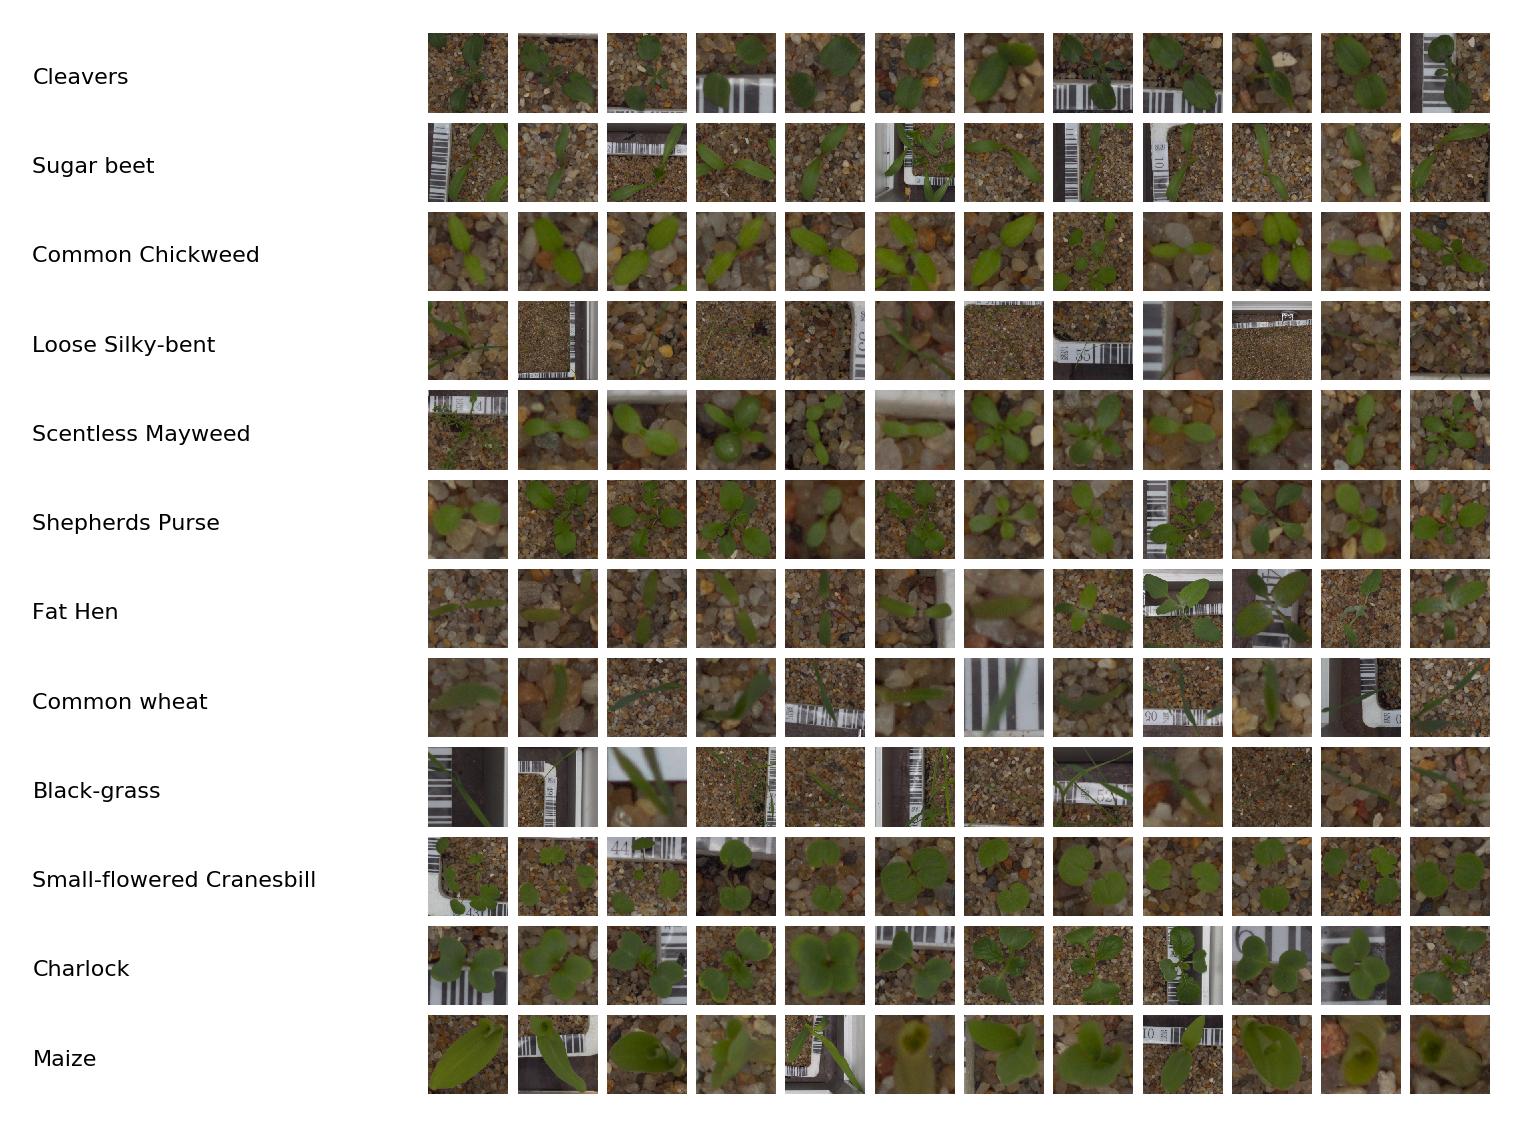 Cleavers
Sugar beet
Common Chickweed
Loose Silky-bent
Scentless Mayweed
Shepherds Purse
Fat Hen
Common wheat
Black-grass
Small-flowered Cranesbill
Charlock
Maize